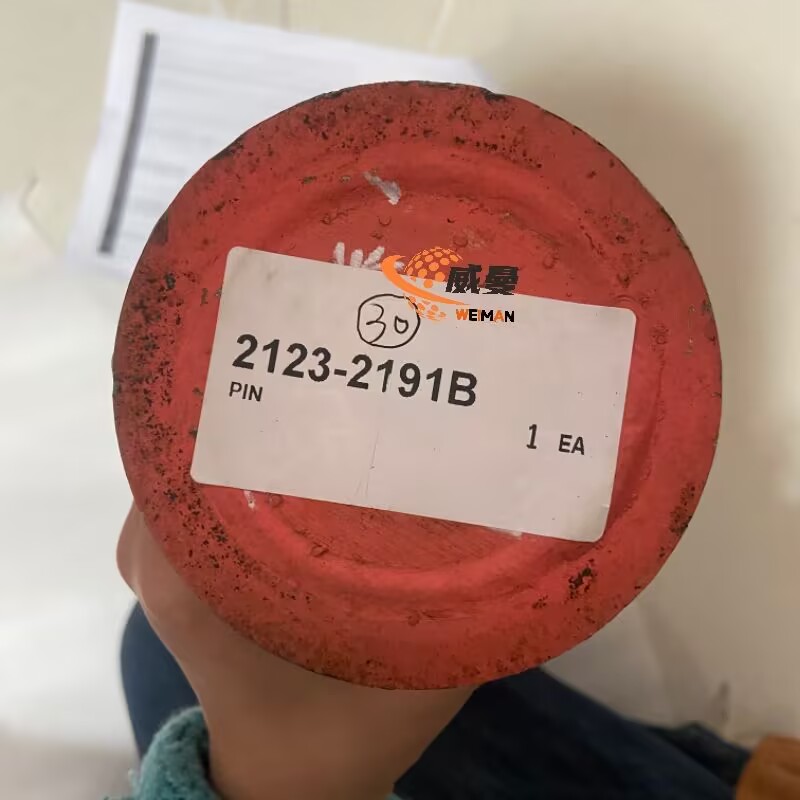 威曼
WEIMAN
30
2123-2191B
PIN
1 EA